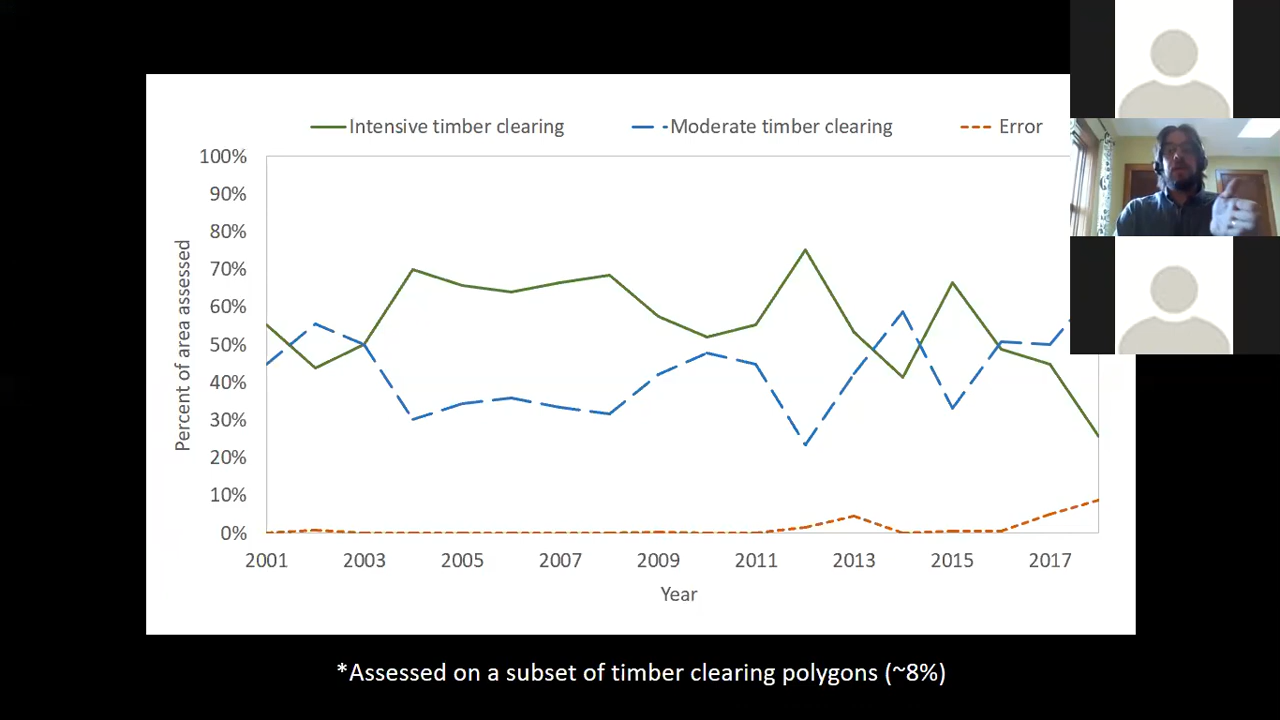 Intensive timber clearing Moderate timber clearing Error
100%
90%
80%
70%
60%
50%
40%
30%
20%
10%
0%
Percent of area assessed
2001 2003 2005 2007 2009 2011 2013 2015 2017
Year
*Assessed on a subset of timber clearing polygons (~8%)